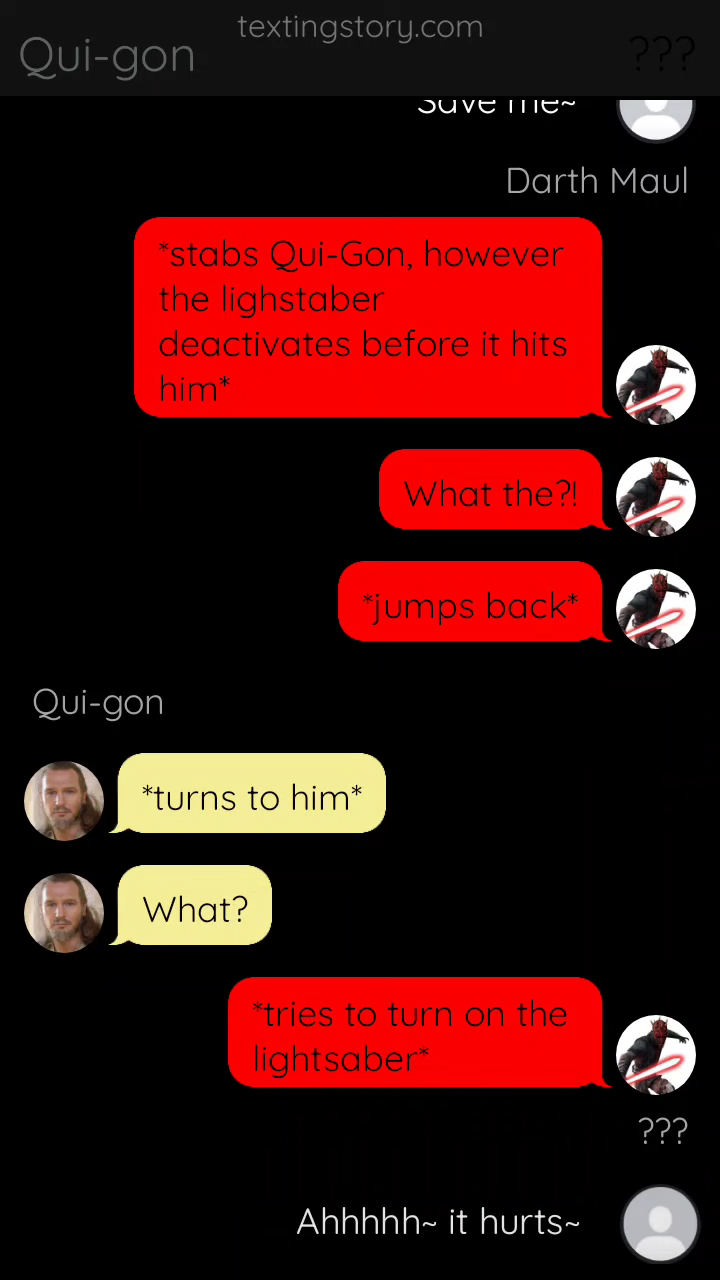 textingstory.com
Qui-gon
???
Save me~
Darth Maul
*stabs Qui-Gon, however
the lighstaber
deactivates before it hits
him*
What the?!
*jumps back*
Qui-gon
*turns to him*
What?
*tries to turn on the
lightsaber*
???
Ahhhhh~ it hurts~